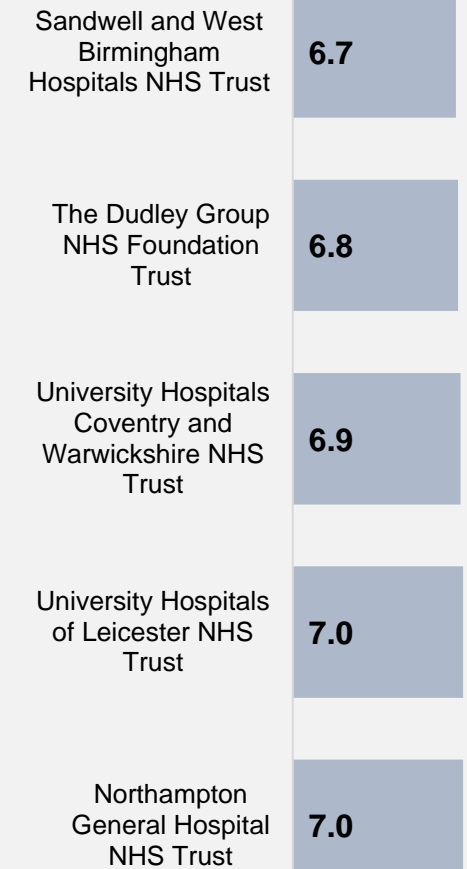 Sandwell and West
Birmingham
Hospitals NHS Trust
6.7
The Dudley Group
NHS Foundation
Trust
6.8
University Hospitals
Coventry and
Warwickshire NHS
Trust
6.9
University Hospitals
of Leicester NHS
Trust
7.0
Northampton
General Hospital
NHS Trust
7.0